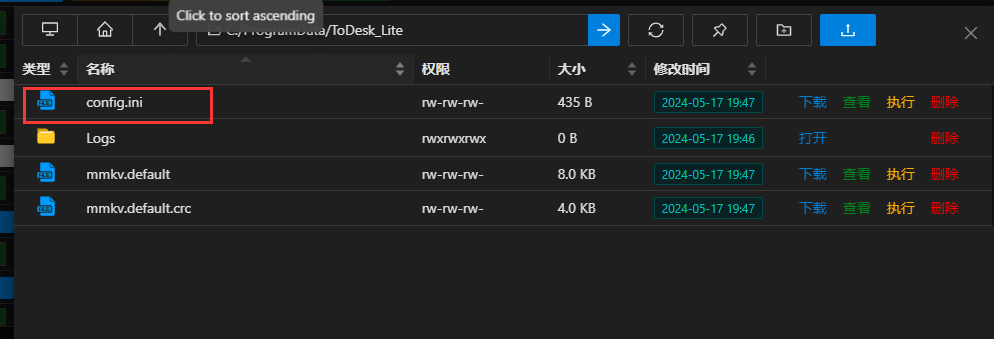 Click to sort ascending
C:/ProgramData/ToDesk_Lite
类型 名称 权限 大小 修改时间
config.ini rw-rw-rw- 435 B 2024-05-17 19:47 下载 查看 执行 删除
Logs rwxrwxrwx 0 B 2024-05-17 19:46 打开 删除
mmkv.default rw-rw-rw- 8.0 KB 2024-05-17 19:47 下载 查看 执行 删除
mmkv.default.crc rw-rw-rw- 4.0 KB 2024-05-17 19:47 下载 查看 执行 删除